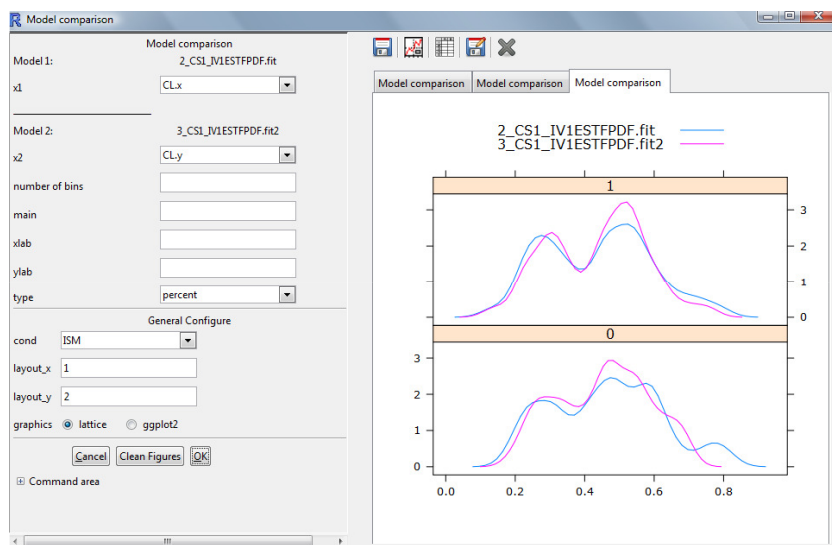 Model comparison
Model comparison
Model 1: 2_CS1_IV1ESTFPDF.fit
x1 CL.x
Model 2: 3_CS1_IV1ESTFPDF.fit2
x2 CL.y
number of bins
main
xlab
ylab
type percent
General Configure
cond ISM
layout_x 1
layout_y 2
graphics lattice ggplot2
Cancel Clean Figures OK
Command area
Model comparison Model comparison Model comparison
2_CS1_IV1ESTFPDF.fit
3_CS1_IV1ESTFPDF.fit2
1
3
2
1
0
0
3
2
1
0
0.0 0.2 0.4 0.6 0.8